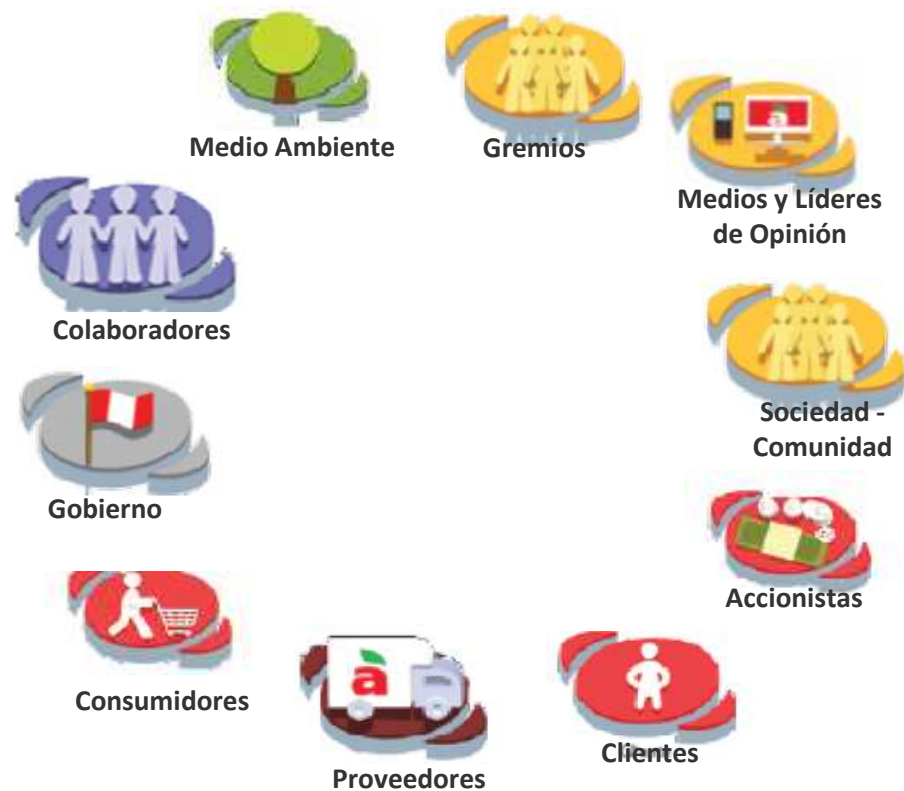 Medio Ambiente
Gremios
Medios y Líderes
de Opinión
Colaboradores
Sociedad -
Comunidad
Gobierno
Accionistas
Consumidores
Clientes
Proveedores
a
á